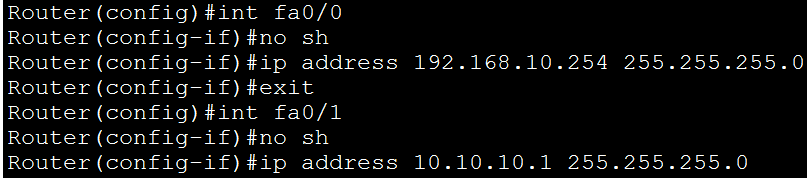 Router(config)#int fa0/0
Router(config-if)#no sh
Router(config-if)#ip address 192.168.10.254 255.255.255.0
Router(config-if)#exit
Router(config)#int fa0/1
Router(config-if)#no sh
Router(config-if)#ip address 10.10.10.1 255.255.255.0